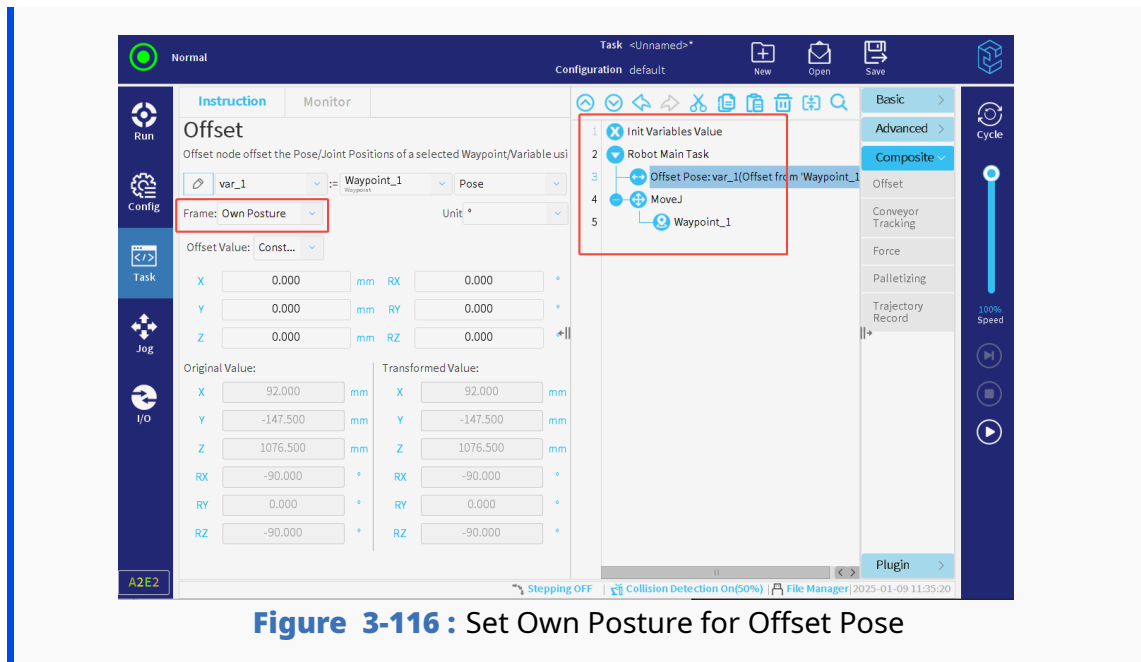 Normal
Task <Unnamed>*
Configuration default
New
Open
Save
Run
Config
Task
Jog
I/O
A2E2
Instruction Monitor
Offset
Offset node offset the Pose/Joint Positions of a selected Waypoint/Variable usi
var_1 := Waypoint_1 Pose
Waypoint
Frame: Own Posture Unit °
Offset Value: Const...
X 0.000 mm RX 0.000 °
Y 0.000 mm RY 0.000 °
Z 0.000 mm RZ 0.000 °
Original Value: Transformed Value:
X 92.000 mm X 92.000 mm
Y -147.500 mm Y -147.500 mm
Z 1076.500 mm Z 1076.500 mm
RX -90.000 ° RX -90.000 °
RY 0.000 ° RY 0.000 °
RZ -90.000 ° RZ -90.000 °
1 Init Variables Value
2 Robot Main Task
3 Offset Pose: var_1(Offset from 'Waypoint_1
4 MoveJ
5 Waypoint_1
Basic >
Advanced >
Composite
Offset
Conveyor
Tracking
Force
Palletizing
Trajectory
Record
Plugin >
Cycle
100%
Speed
Stepping OFF | Collision Detection On(50%) | File Manager| 2025-01-09 11:35:20
Figure 3-116 : Set Own Posture for Offset Pose